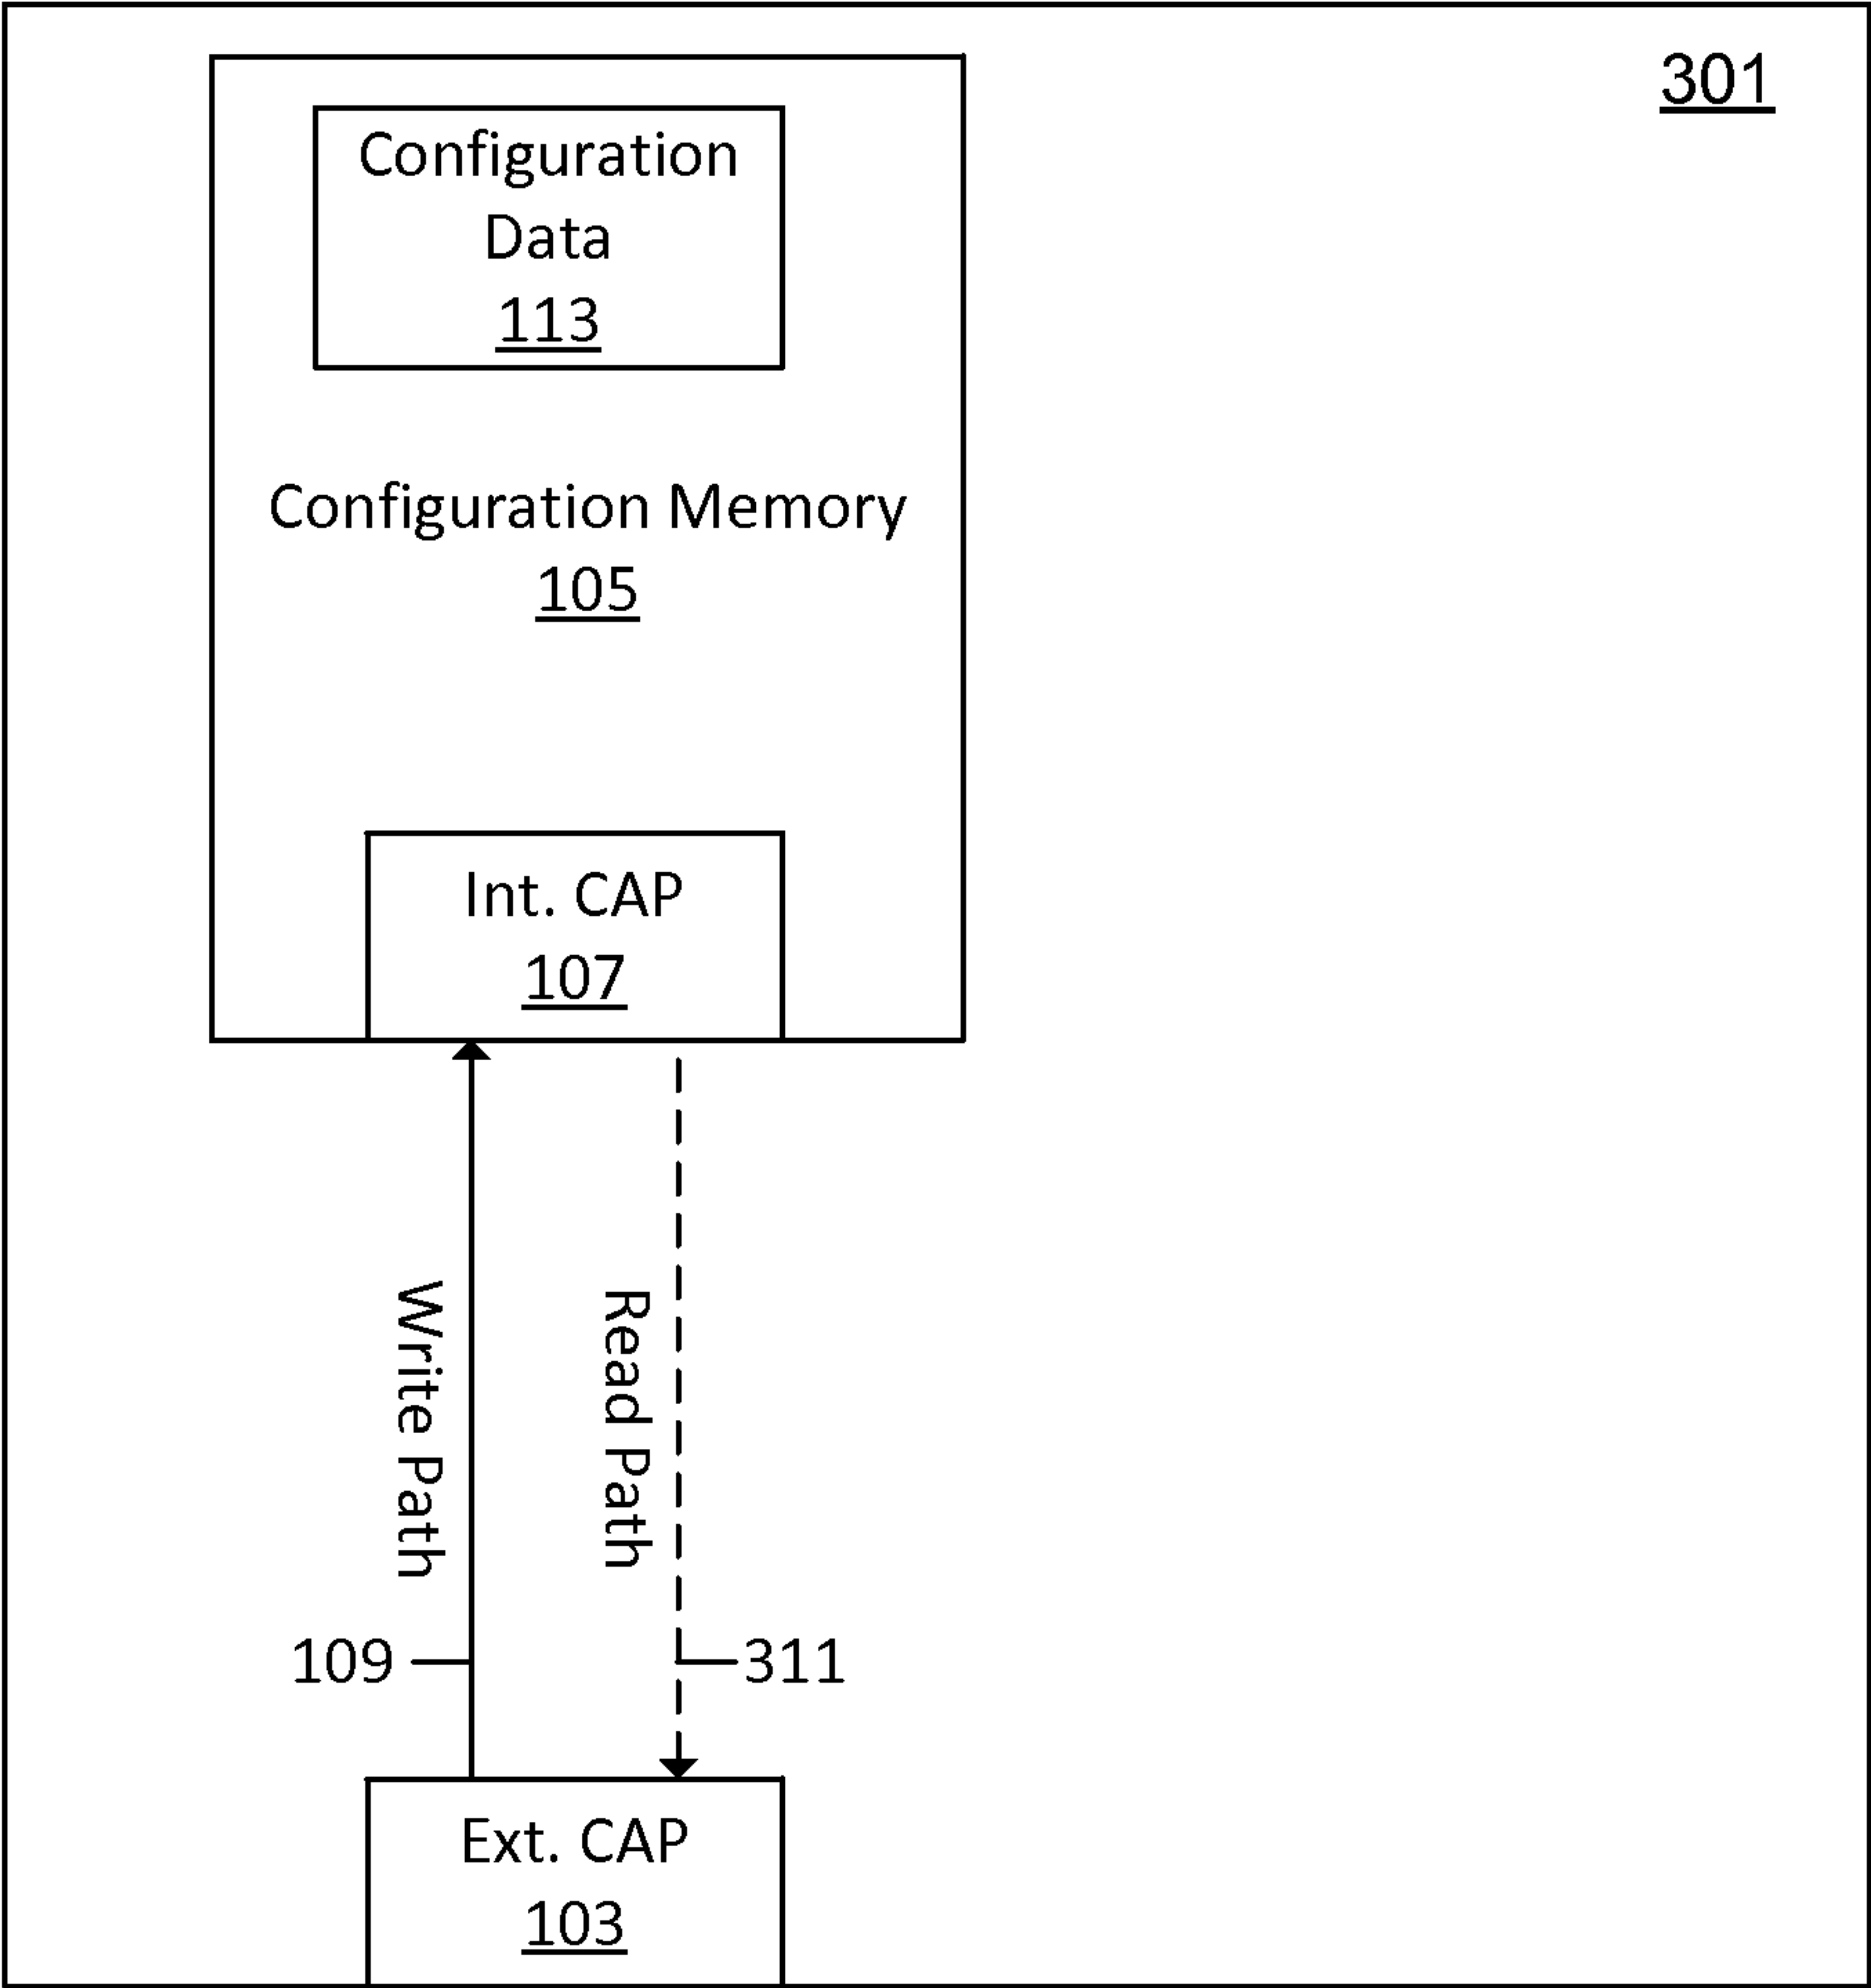 301
Configuration
Data
113
Configuration Memory
105
Int. CAP
107
Write Path
Read Path
109
311
Ext. CAP
103